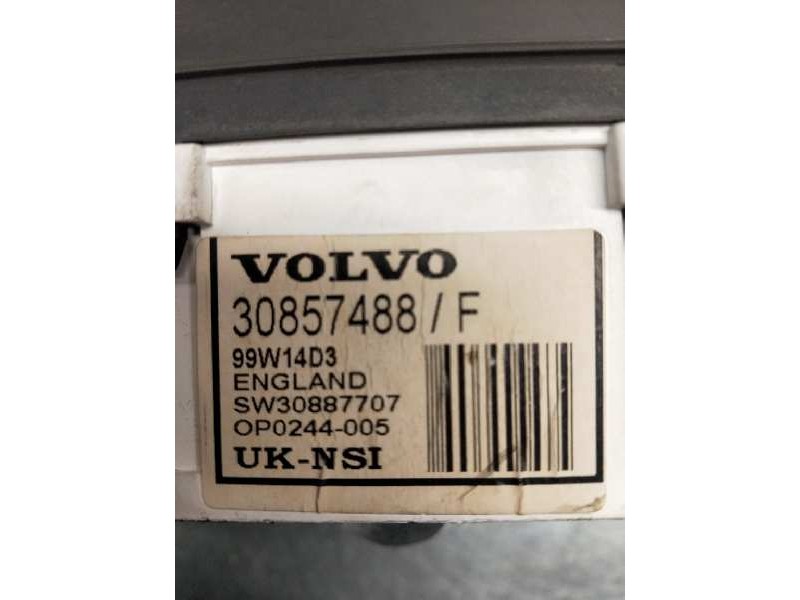 VOLVO
30857488/F
99W14D3
ENGLAND
SW30887707
OP0244-005
UK-NSI